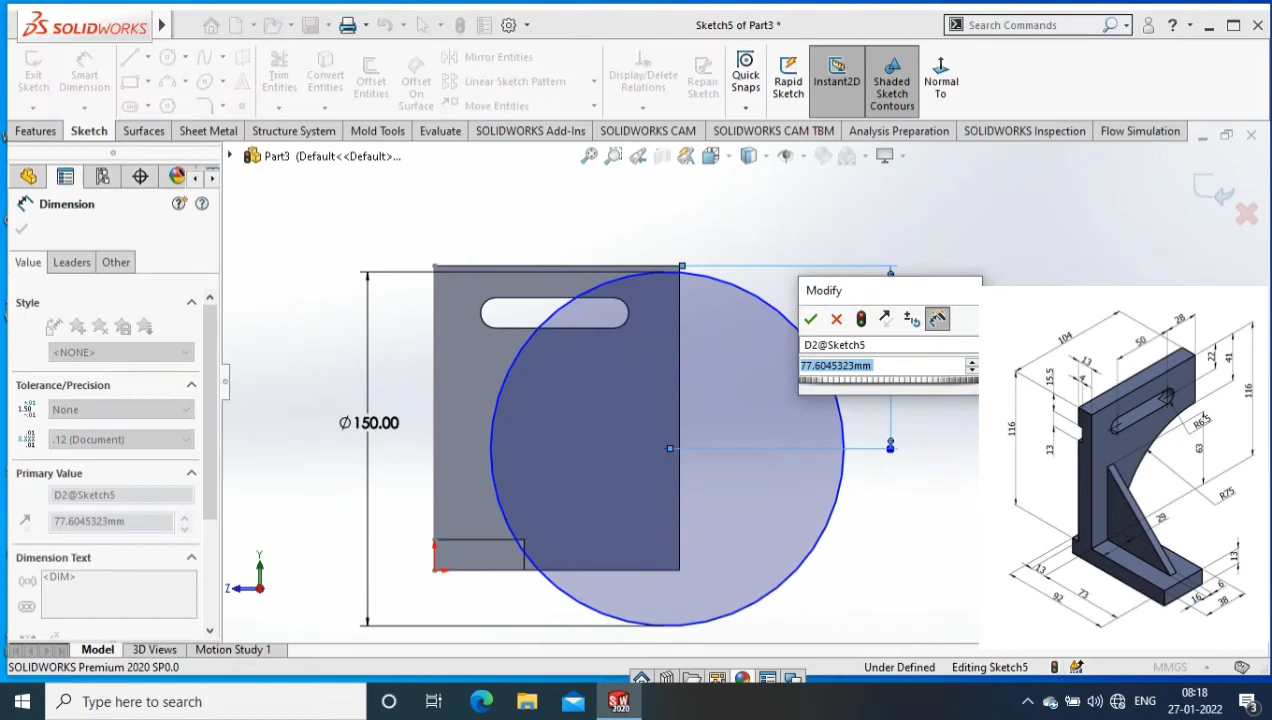 SOLIDWORKS
Sketch5 of Part3 *
Search Commands
?
Exit Sketch
Smart Dimension
Trim Entities
Convert Entities
Offset Entities
Offset On Surface
Mirror Entities
Linear Sketch Pattern
Move Entities
Display/Delete Relations
Repair Sketch
Quick Snaps
Rapid Sketch
Instant2D
Shaded Sketch Contours
Normal To
Features
Sketch
Surfaces
Sheet Metal
Structure System
Mold Tools
Evaluate
SOLIDWORKS Add-Ins
SOLIDWORKS CAM
SOLIDWORKS CAM TBM
Analysis Preparation
SOLIDWORKS Inspection
Flow Simulation
Part3 (Default<<Default>...
Dimension
Value
Leaders
Other
Style
<NONE>
Tolerance/Precision
None
.12 (Document)
Primary Value
D2@Sketch5
77.6045323mm
Dimension Text
<DIM>
∅150.00
Y
Z
Modify
D2@Sketch5
77.6045323mm
104
28
50
13
4
15.5
22
41
116
116
R6.5
13
63
R75
29
13
13
73
92
16
6
38
Model
3D Views
Motion Study 1
SOLIDWORKS Premium 2020 SP0.0
Under Defined
Editing Sketch5
MMGS
Type here to search
SW
2020
ENG
08:18
27-01-2022
3